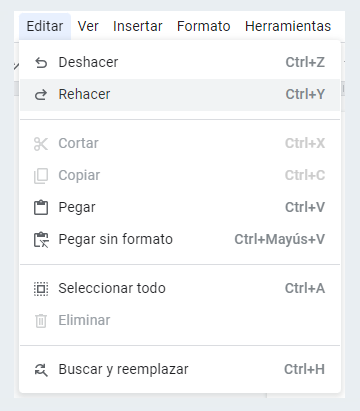 Editar Ver Insertar Formato Herramientas
Deshacer Ctrl+Z
Rehacer Ctrl+Y
Cortar Ctrl+X
Copiar Ctrl+C
Pegar Ctrl+V
Pegar sin formato Ctrl+Mayús+V
Seleccionar todo Ctrl+A
Eliminar
Buscar y reemplazar Ctrl+H